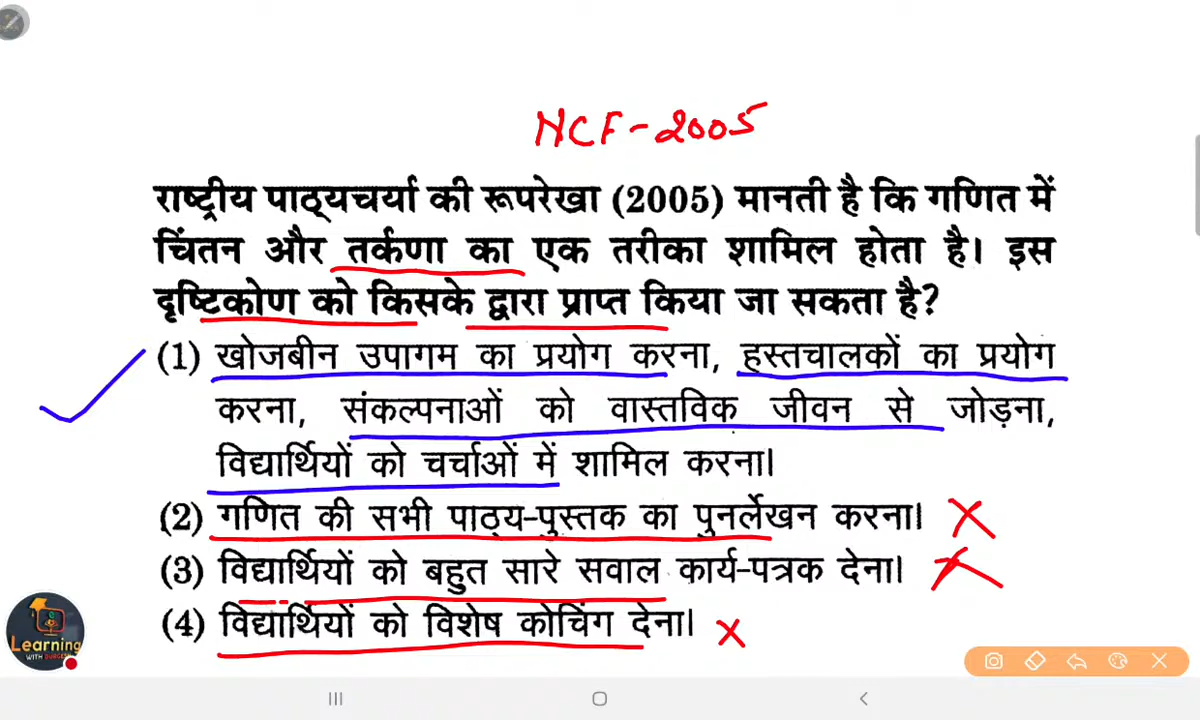 NCF-2005
राष्ट्रीय पाठ्यचर्या की रूपरेखा (2005) मानती है कि गणित में
चिंतन और तर्कणा का एक तरीका शामिल होता है। इस
दृष्टिकोण को किसके द्वारा प्राप्त किया जा सकता है?
(1) खोजबीन उपागम का प्रयोग करना, हस्तचालकों का प्रयोग
करना, संकल्पनाओं को वास्तविक जीवन से जोड़ना,
विद्यार्थियों को चर्चाओं में शामिल करना।
(2) गणित की सभी पाठ्य-पुस्तक का पुनर्लेखन करना।
(3) विद्यार्थियों को बहुत सारे सवाल कार्य-पत्रक देना।
(4) विद्यार्थियों को विशेष कोचिंग देना।
Learning
WITH